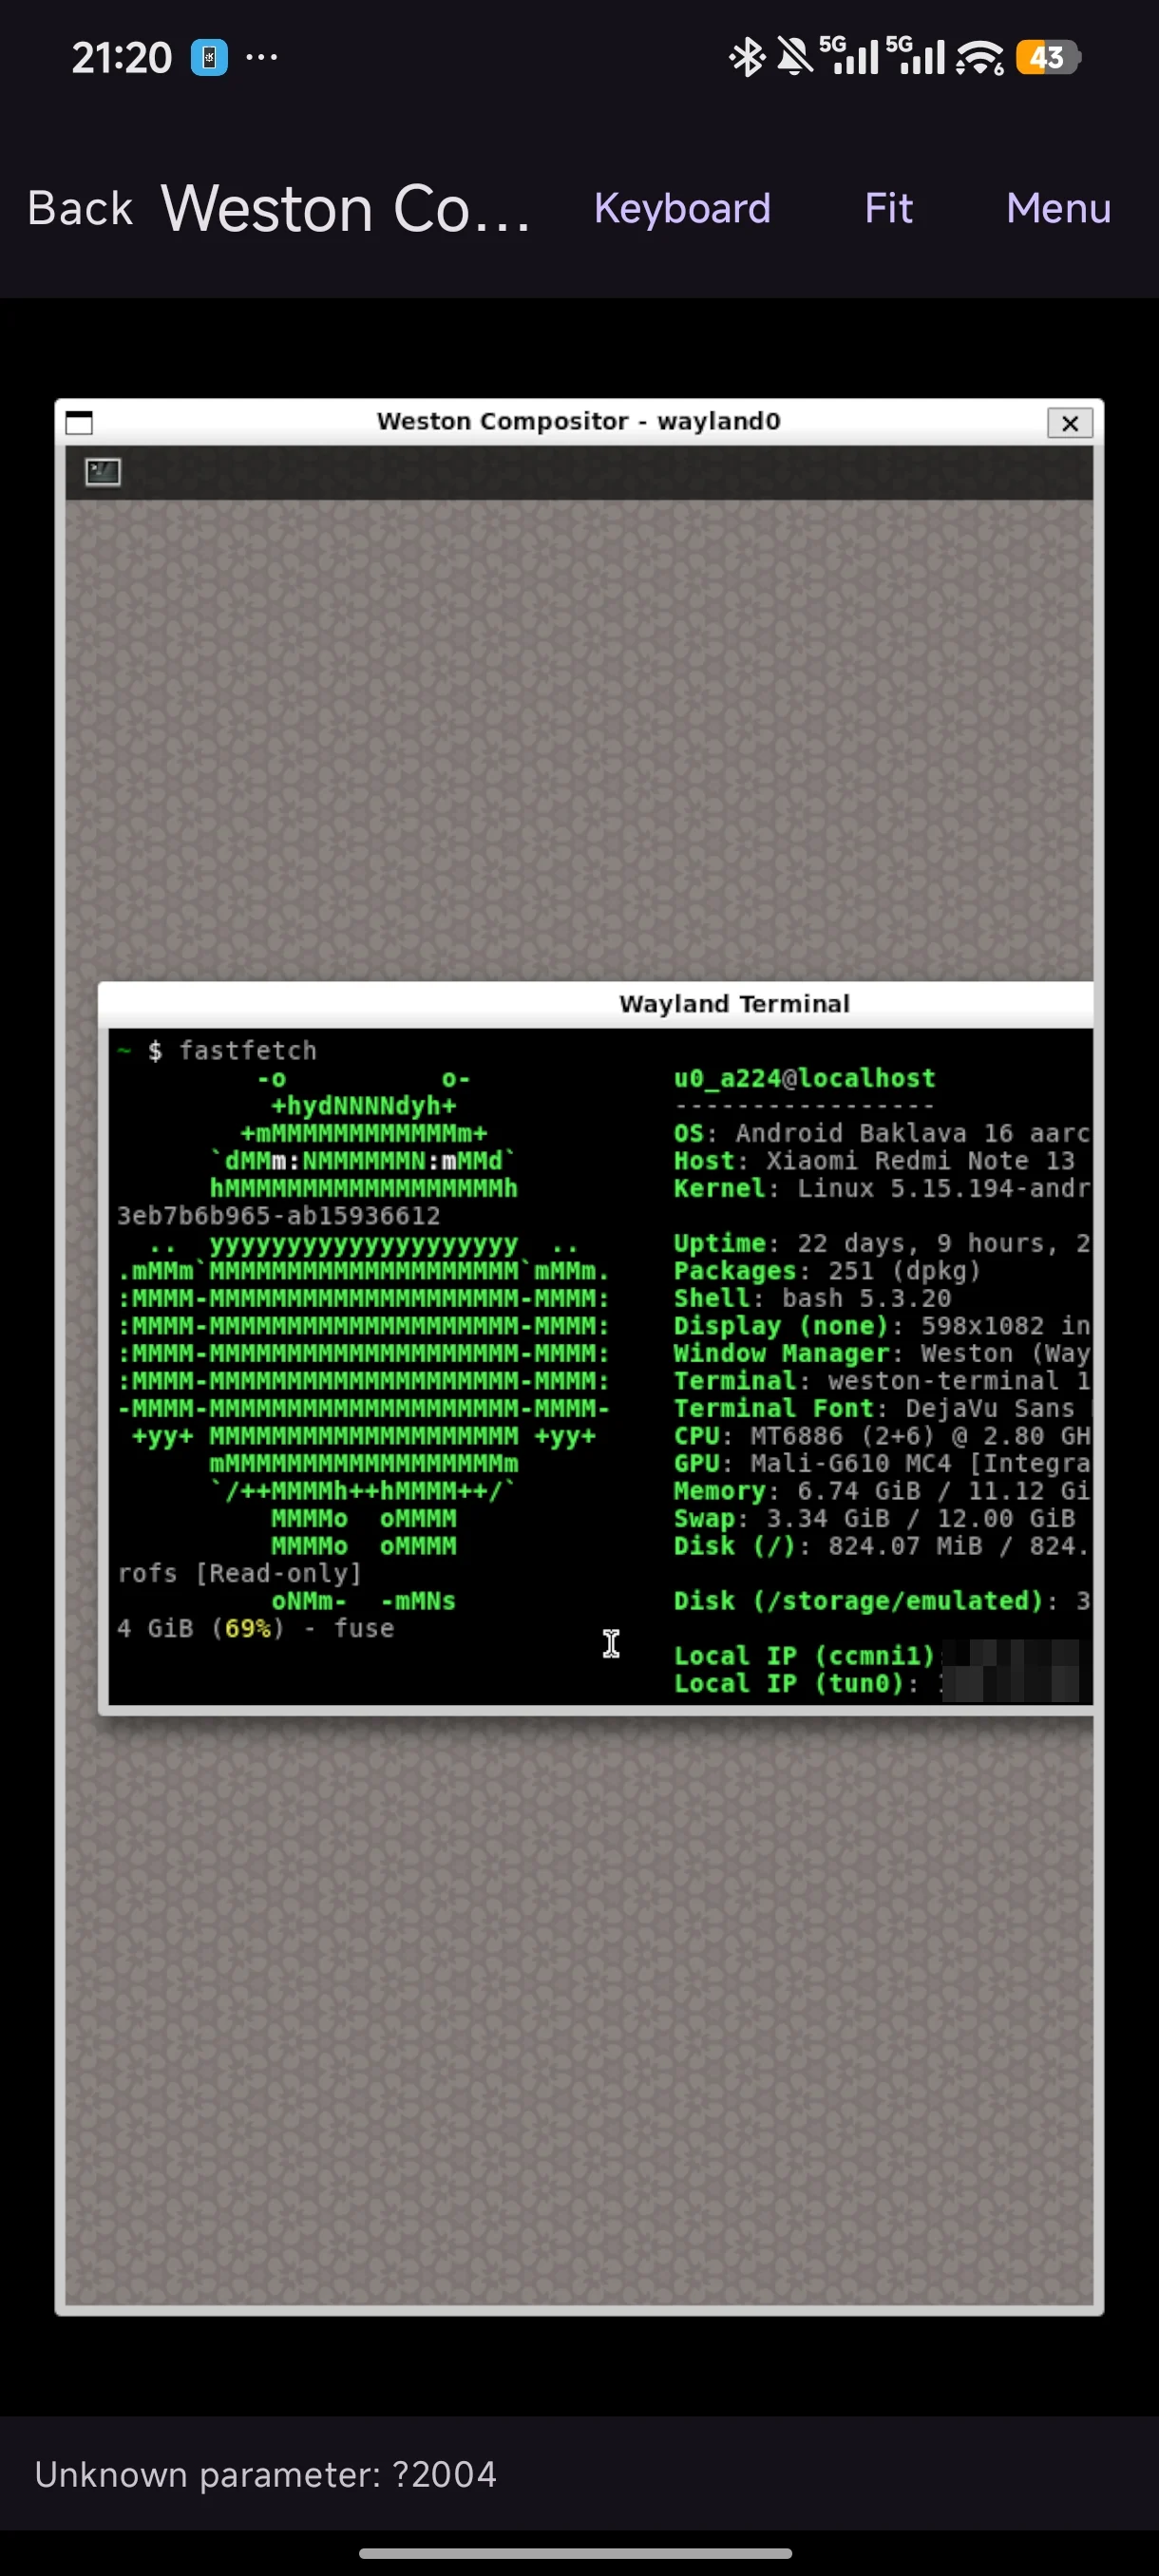 21:20 5G 5G 6 43
Back Weston Co... Keyboard Fit Menu
Weston Compositor - wayland0
Wayland Terminal
~ $ fastfetch
-o          o-              u0_a224@localhost
+hydNNNNdyh+               -----------------
+mMMMMMMMMMMMMm+             OS: Android Baklava 16 aarc
`dMMm:NMMMMMMN:mMMd`           Host: Xiaomi Redmi Note 13
hMMMMMMMMMMMMMMMMMMh           Kernel: Linux 5.15.194-andr
3eb7b6b965-ab15936612
..  yyyyyyyyyyyyyyyyyyyy  ..       Uptime: 22 days, 9 hours, 2
.mMMm`MMMMMMMMMMMMMMMMMMMM`mMMm.     Packages: 251 (dpkg)
:MMMM-MMMMMMMMMMMMMMMMMMMM-MMMM:     Shell: bash 5.3.20
:MMMM-MMMMMMMMMMMMMMMMMMMM-MMMM:     Display (none): 598x1082 in
:MMMM-MMMMMMMMMMMMMMMMMMMM-MMMM:     Window Manager: Weston (Way
:MMMM-MMMMMMMMMMMMMMMMMMMM-MMMM:     Terminal: weston-terminal 1
-MMMM-MMMMMMMMMMMMMMMMMMMM-MMMM-     Terminal Font: DejaVu Sans
+yy+ MMMMMMMMMMMMMMMMMMMM +yy+      CPU: MT6886 (2+6) @ 2.80 GH
mMMMMMMMMMMMMMMMMMMm           GPU: Mali-G610 MC4 [Integra
`/++MMMMh++hMMMM++/`           Memory: 6.74 GiB / 11.12 Gi
MMMMo  oMMMM               Swap: 3.34 GiB / 12.00 GiB
MMMMo  oMMMM               Disk (/): 824.07 MiB / 824.
rofs [Read-only]
oNMm-  -mMNs               Disk (/storage/emulated): 3
4 GiB (69%) - fuse
Local IP (ccmni1)
Local IP (tun0):
Unknown parameter: ?2004